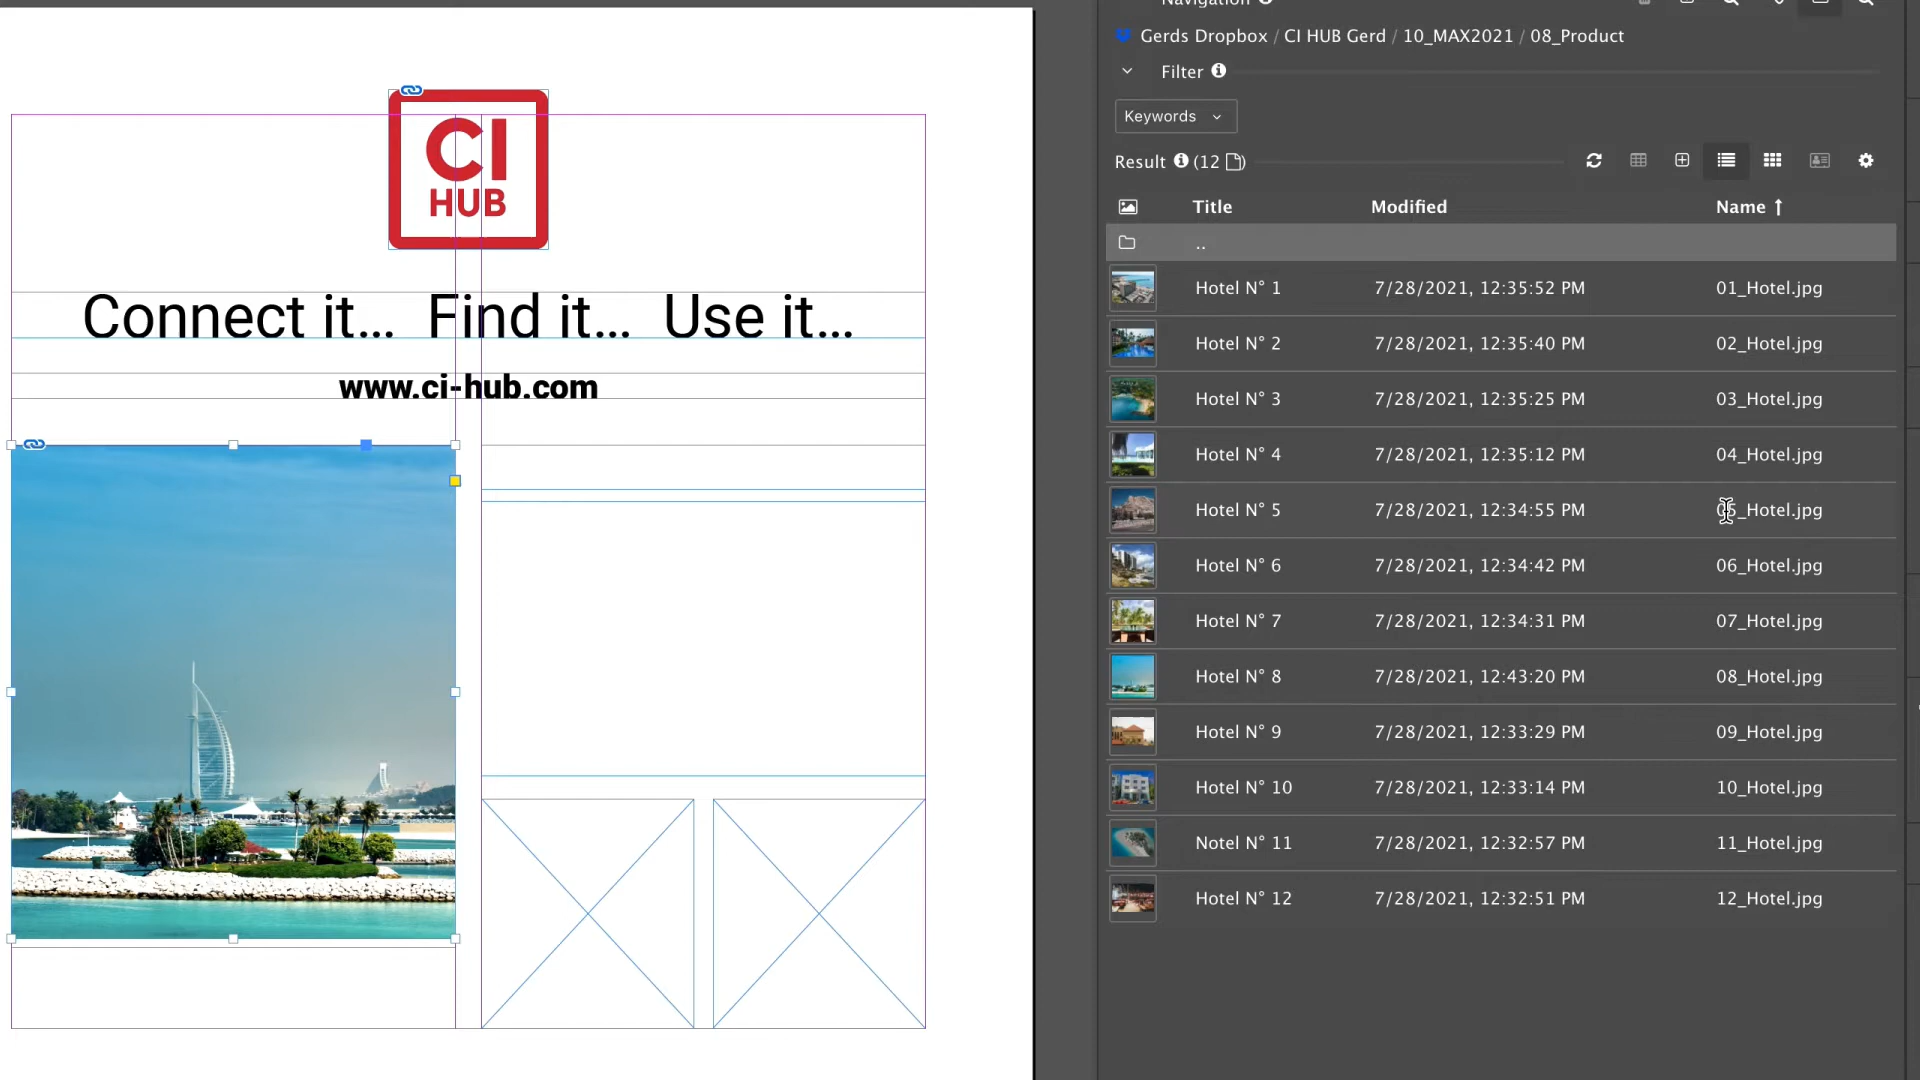 Navigation
Gerds Dropbox / CI HUB Gerd / 10_MAX2021 / 08_Product
Filter
Keywords
Result (12)
Title Modified Name ↑
..
Hotel N° 1 7/28/2021, 12:35:52 PM 01_Hotel.jpg
Hotel N° 2 7/28/2021, 12:35:40 PM 02_Hotel.jpg
Hotel N° 3 7/28/2021, 12:35:25 PM 03_Hotel.jpg
Hotel N° 4 7/28/2021, 12:35:12 PM 04_Hotel.jpg
Hotel N° 5 7/28/2021, 12:34:55 PM 05_Hotel.jpg
Hotel N° 6 7/28/2021, 12:34:42 PM 06_Hotel.jpg
Hotel N° 7 7/28/2021, 12:34:31 PM 07_Hotel.jpg
Hotel N° 8 7/28/2021, 12:43:20 PM 08_Hotel.jpg
Hotel N° 9 7/28/2021, 12:33:29 PM 09_Hotel.jpg
Hotel N° 10 7/28/2021, 12:33:14 PM 10_Hotel.jpg
Notel N° 11 7/28/2021, 12:32:57 PM 11_Hotel.jpg
Hotel N° 12 7/28/2021, 12:32:51 PM 12_Hotel.jpg
CI
HUB
Connect it... Find it... Use it...
www.ci-hub.com